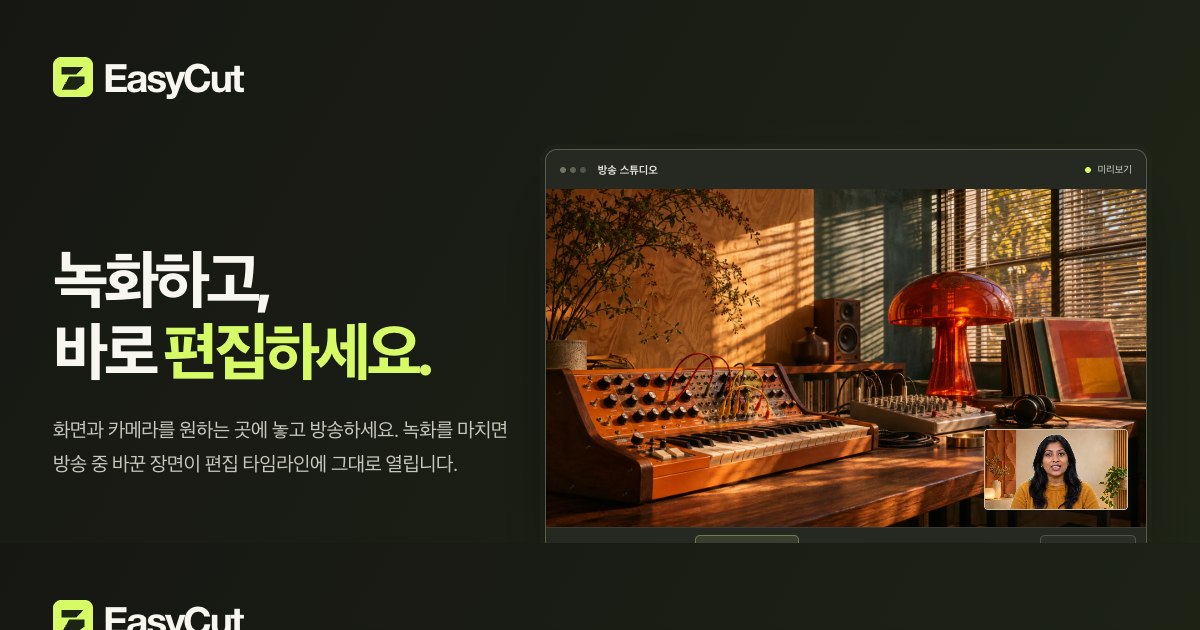 EasyCut
방송 스튜디오
미리보기
녹화하고,
바로 편집하세요.
화면과 카메라를 원하는 곳에 놓고 방송하세요. 녹화를 마치면
방송 중 바꾼 장면이 편집 타임라인에 그대로 열립니다.
EasyCut